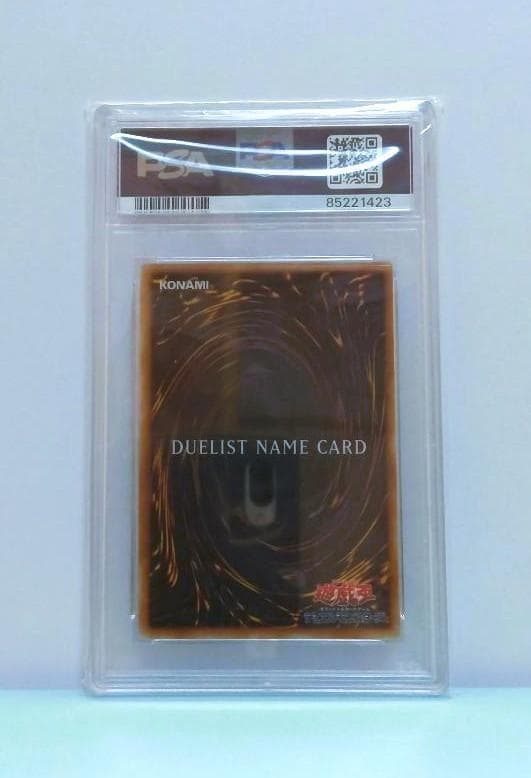 PSA
85221423
KONAMI
DUELIST NAME CARD
遊戯王